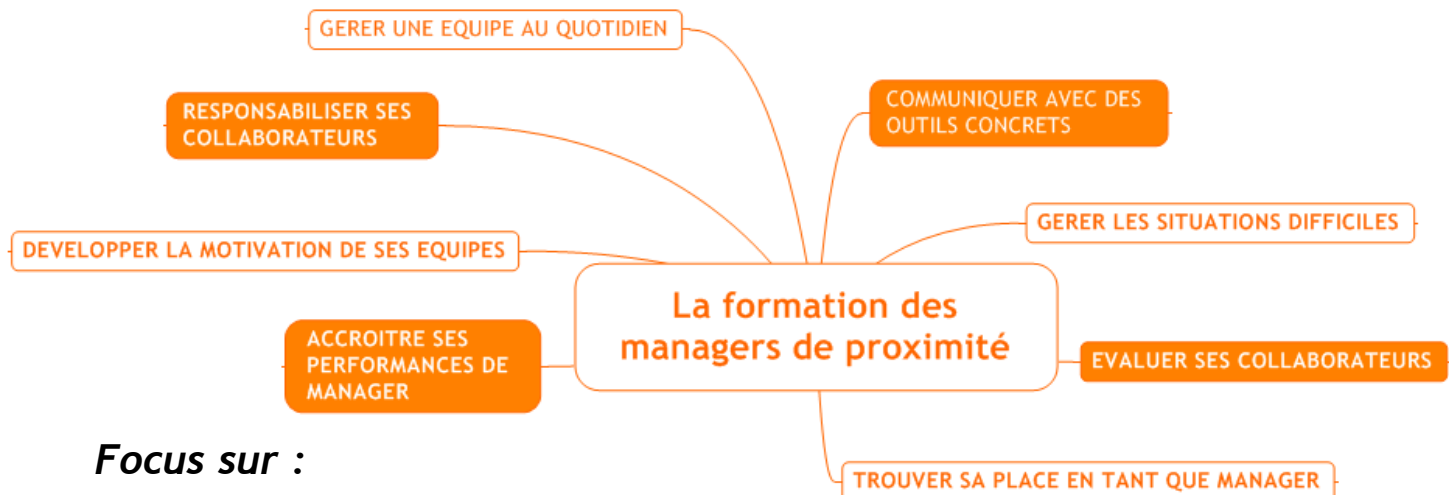 GERER UNE EQUIPE AU QUOTIDIEN
RESPONSABILISER SES
COLLABORATEURS
COMMUNIQUER AVEC DES
OUTILS CONCRETS
GERER LES SITUATIONS DIFFICILES
DEVELOPPER LA MOTIVATION DE SES EQUIPES
La formation des
managers de proximité
ACCROITRE SES
PERFORMANCES DE
MANAGER
EVALUER SES COLLABORATEURS
Focus sur :
TROUVER SA PLACE EN TANT QUE MANAGER